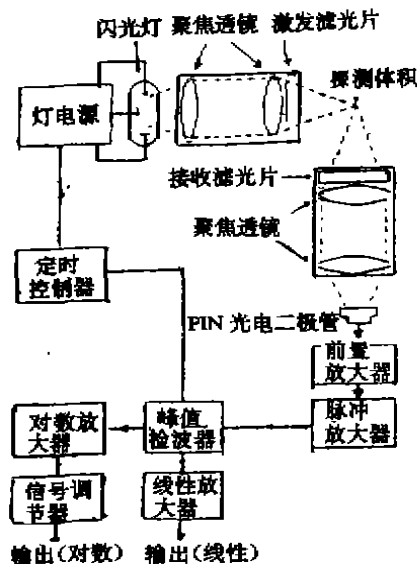 闪光灯 聚焦透镜 激发滤光片
探测体积
灯电源
接收滤光片
聚焦透镜
定时
控制器
PIN 光电二极管
前置
放大器
对数放
大器
峰值
检波器
脉冲
放大器
信号调
节器
线性放
大器
输出(对数) 输出(线性)